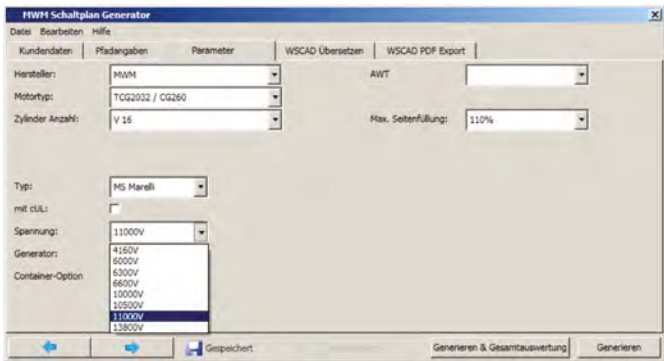 MWM Schaltplan Generator
Datei Bearbeiten Hilfe
Kundendaten Pfadangaben Parameter WSCAD Übersetzen WSCAD PDF Export
Hersteller: MWM AWT
Motortyp: TCG2032 / CG260
Zylinder Anzahl: V 16 Max. Seitenfüllung: 110%
Typ: MS Marelli
mit cUL:
Spannung: 11000V
Generator: 4160V
6000V
Container-Option 6300V
6600V
10000V
10500V
11000V
13800V
Gespeichert Generieren & Gesamtauswertung Generieren